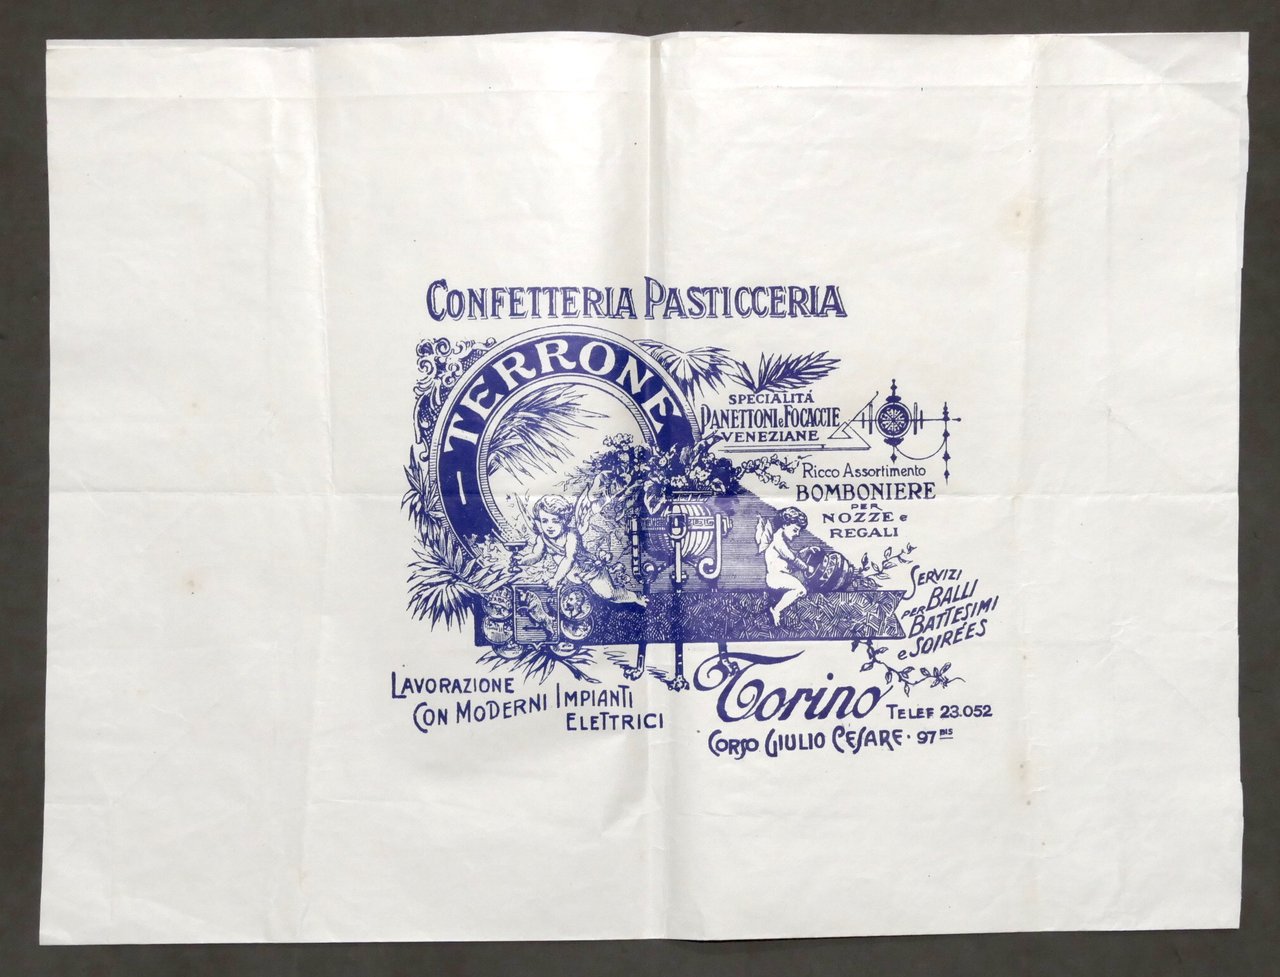 CONFETTERIA PASTICCERIA
TERRONE
SPECIALITÁ
PANETTONI e FOCACCIE
VENEZIANE
RICCO ASSORTIMENTO
BOMBONIERE
PER
NOZZE e
REGALI
SERVIZI
PER BALLI
BATTESIMI
e SOIRÉES
LAVORAZIONE
CON MODERNI IMPIANTI
ELETTRICI
Torino TELEF 23.052
CORSO GIULIO CESARE · 97 BIS